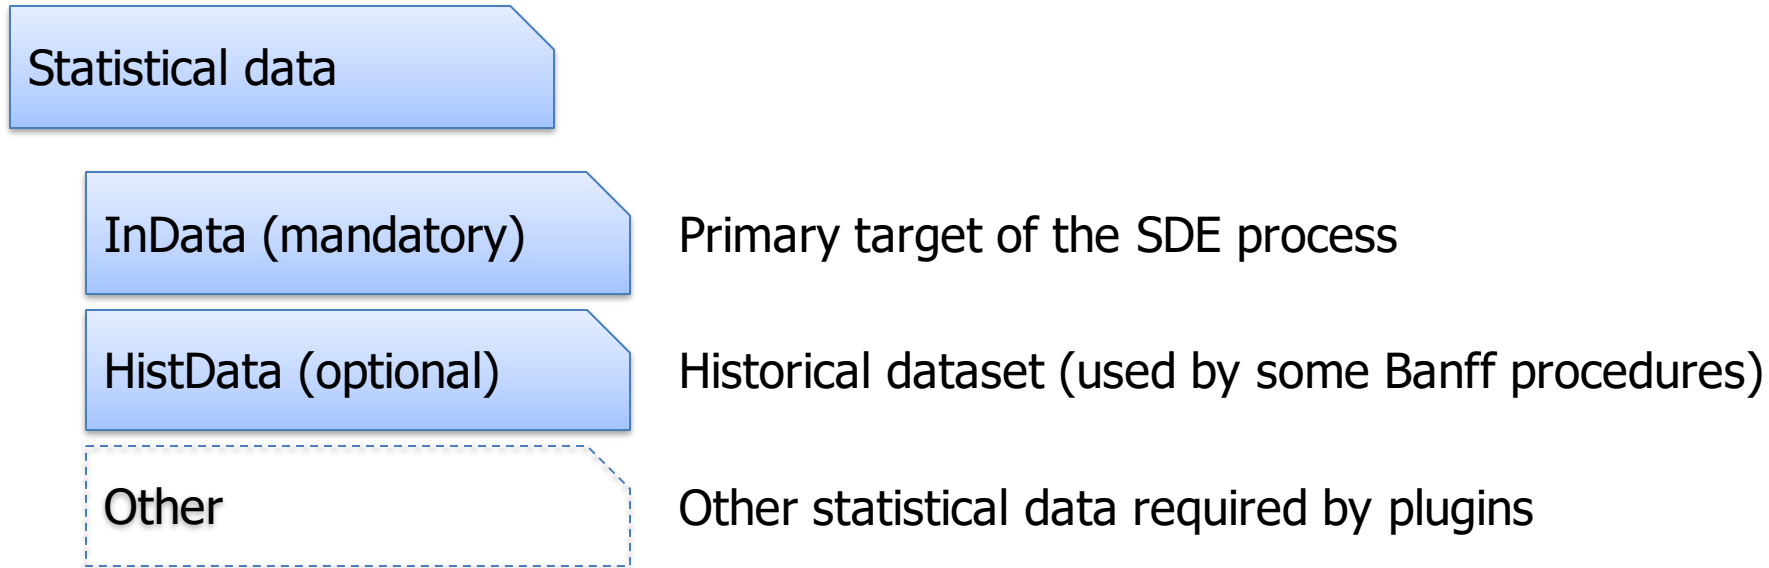 Statistical data
InData (mandatory)
Primary target of the SDE process
HistData (optional)
Historical dataset (used by some Banff procedures)
Other
Other statistical data required by plugins